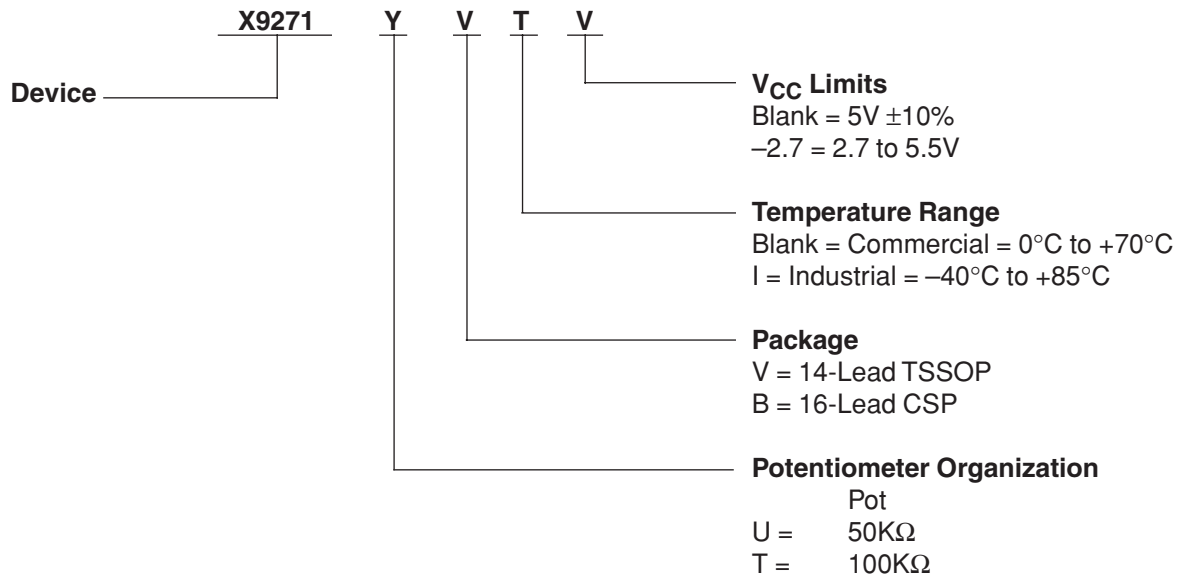 X9271 Y V T V
Device
VCC Limits
Blank = 5V ±10%
–2.7 = 2.7 to 5.5V
Temperature Range
Blank = Commercial = 0°C to +70°C
I = Industrial = –40°C to +85°C
Package
V = 14-Lead TSSOP
B = 16-Lead CSP
Potentiometer Organization
Pot
U = 50KΩ
T = 100KΩ